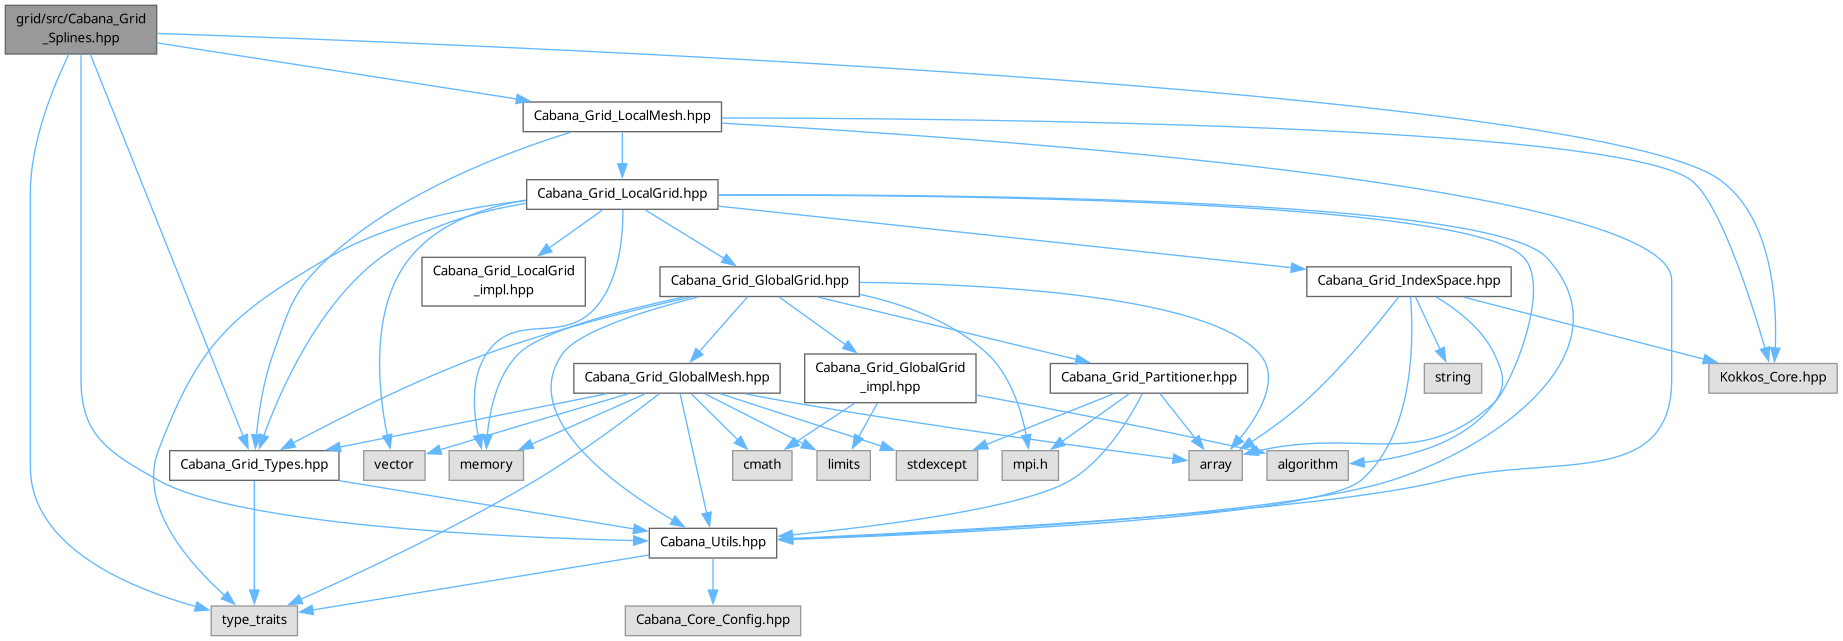 grid/src/Cabana_Grid
_Splines.hpp
Cabana_Grid_LocalMesh.hpp
Cabana_Grid_LocalGrid.hpp
Cabana_Grid_LocalGrid
_impl.hpp
Cabana_Grid_GlobalGrid.hpp
Cabana_Grid_IndexSpace.hpp
Cabana_Grid_GlobalMesh.hpp
Cabana_Grid_GlobalGrid
_impl.hpp
Cabana_Grid_Partitioner.hpp
string
Kokkos_Core.hpp
Cabana_Grid_Types.hpp
vector
memory
cmath
limits
stdexcept
mpi.h
array
algorithm
Cabana_Utils.hpp
type_traits
Cabana_Core_Config.hpp